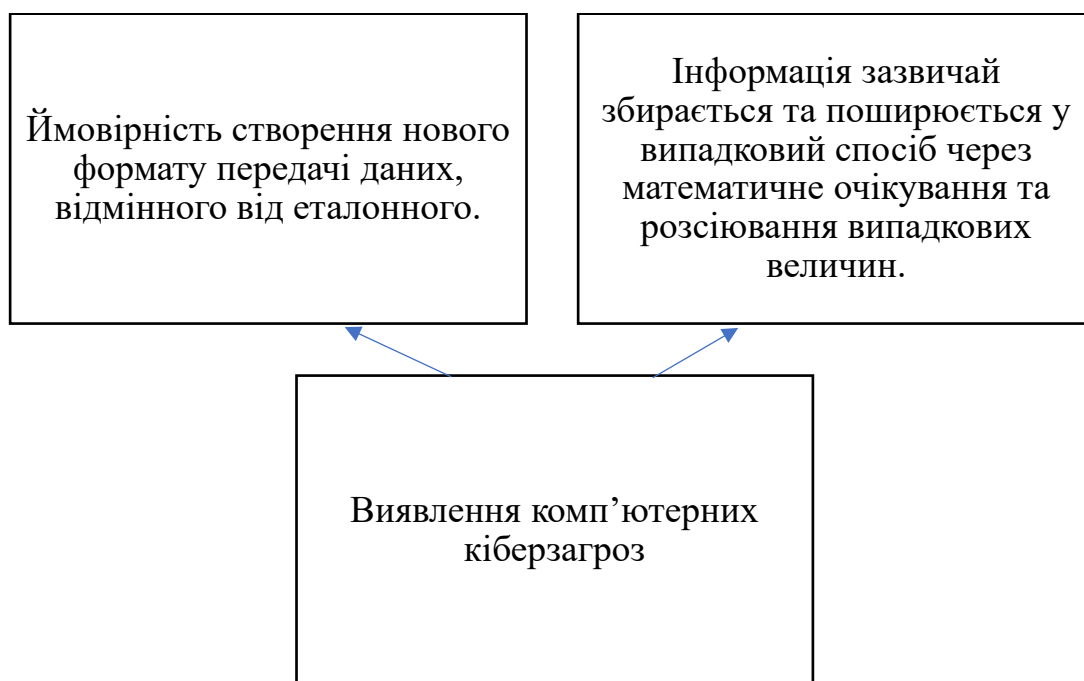 Ймовірність створення нового
формату передачі даних,
відмінного від еталонного.
Інформація зазвичай
збирається та поширюється у
випадковий спосіб через
математичне очікування та
розсіювання випадкових
величин.
Виявлення комп’ютерних
кіберзагроз